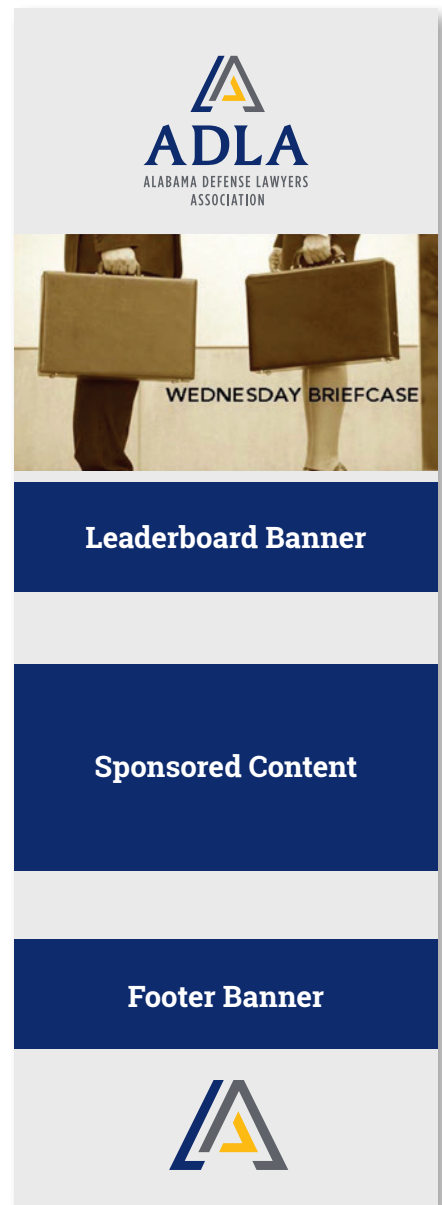 ADLA
ALABAMA DEFENSE LAWYERS
ASSOCIATION
WEDNESDAY BRIEFCASE
Leaderboard Banner
Sponsored Content
Footer Banner